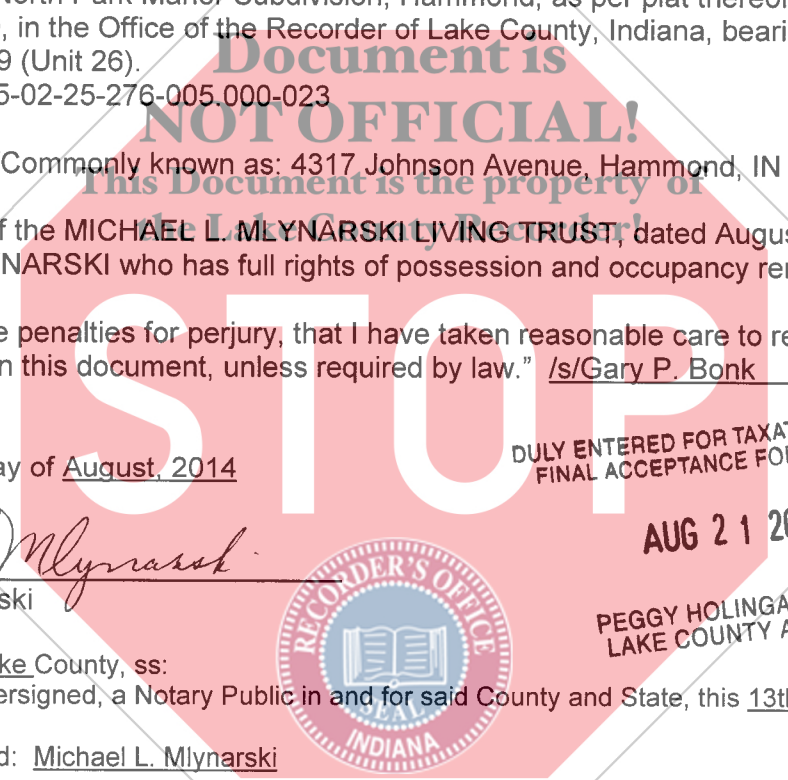 North Park Manor Subdivision, Hammond, as per plat thereof
, in the Office of the Recorder of Lake County, Indiana, beari
9 (Unit 26).
Document is
5-02-25-276-005.000-023
NOT OFFICIAL!
Commonly known as: 4317 Johnson Avenue, Hammond, IN
This Document is the property of
the Lake County Recorder!
f the MICHAEL L. MLYNARSKI LIVING TRUST, dated Augus
NARSKI who has full rights of possession and occupancy re
STOP
e penalties for perjury, that I have taken reasonable care to re
n this document, unless required by law." /s/Gary P. Bonk
DULY ENTERED FOR TAXAT
FINAL ACCEPTANCE FO
ay of August, 2014
AUG 21 20
Mlynarski
ski
PEGGY HOLINGA
LAKE COUNTY A
RECORDER'S OFFICE
SEAL
INDIANA
ke County, ss:
ersigned, a Notary Public in and for said County and State, this 13th
d: Michael L. Mlynarski